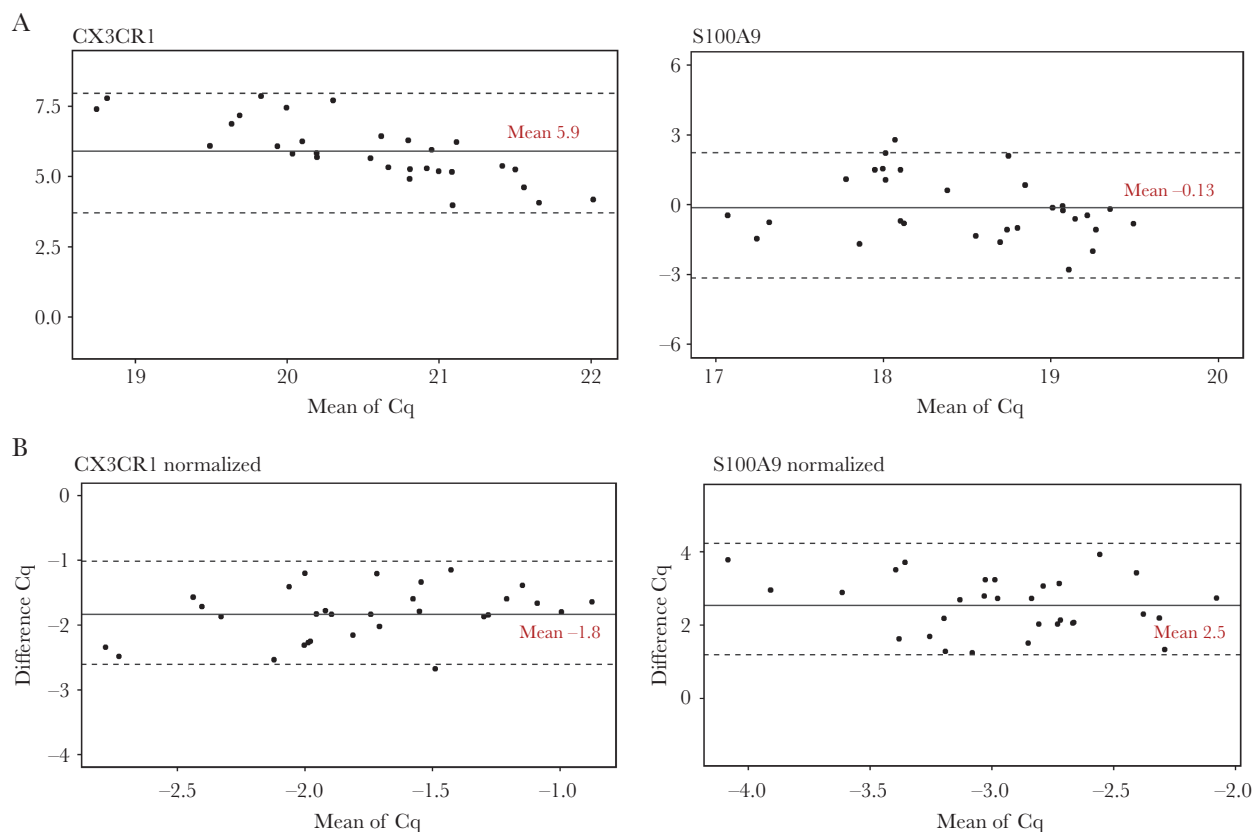 A
CX3CR1
7.5
5.0
2.5
0.0
Mean 5.9
19 20 21 22
Mean of Cq
S100A9
6
3
0
–3
–6
Mean –0.13
17 18 19 20
Mean of Cq
B
CX3CR1 normalized
Difference Cq
0
–1
–2
–3
–4
Mean –1.8
–2.5 –2.0 –1.5 –1.0
Mean of Cq
S100A9 normalized
Difference Cq
4
2
0
Mean 2.5
–4.0 –3.5 –3.0 –2.5 –2.0
Mean of Cq